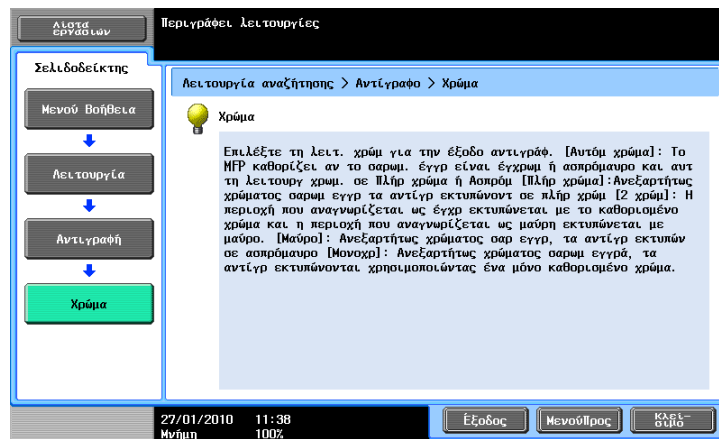 Λίστα
εργασιών
Περιγράφει λειτουργίες
Σελιδοδείκτης
Μενού Βοήθεια
Λειτουργία
Αντιγραφή
Χρώμα
Λειτουργία αναζήτησης > Αντίγραφο > Χρώμα
Χρώμα
Επιλέξτε τη λειτ. χρώμ για την έξοδο αντιγράφ. [Αυτόμ χρώμα]: Το
MFP καθορίζει αν το σαρωμ. έγγρ είναι έγχρωμ ή ασπρόμαυρο και αυτ
τη λειτουργ χρωμ. σε Πλήρ χρώμα ή Ασπρόμ [Πλήρ χρώμα]:Ανεξαρτήτως
χρώματος σαρωμ εγγρ τα αντίγρ εκτυπώνοντ σε πλήρ χρώμ [2 χρώμ]: Η
περιοχή που αναγνωρίζεται ως έγχρ εκτυπώνεται με το καθορισμένο
χρώμα και η περιοχή που αναγνωρίζεται ως μαύρη εκτυπώνεται με
μαύρο. [Μαύρο]: Ανεξαρτήτως χρώματος σαρ εγγρ, τα αντίγρ εκτυπών
σε ασπρόμαυρο [Μονοχρ]: Ανεξαρτήτως χρώματος σαρωμ εγγρά, τα
αντίγρ εκτυπώνονται χρησιμοποιώντας ένα μόνο καθορισμένο χρώμα.
27/01/2010 11:38
Μνήμη 100%
Έξοδος
ΜενούΠρος
Κλεί-
σιμο